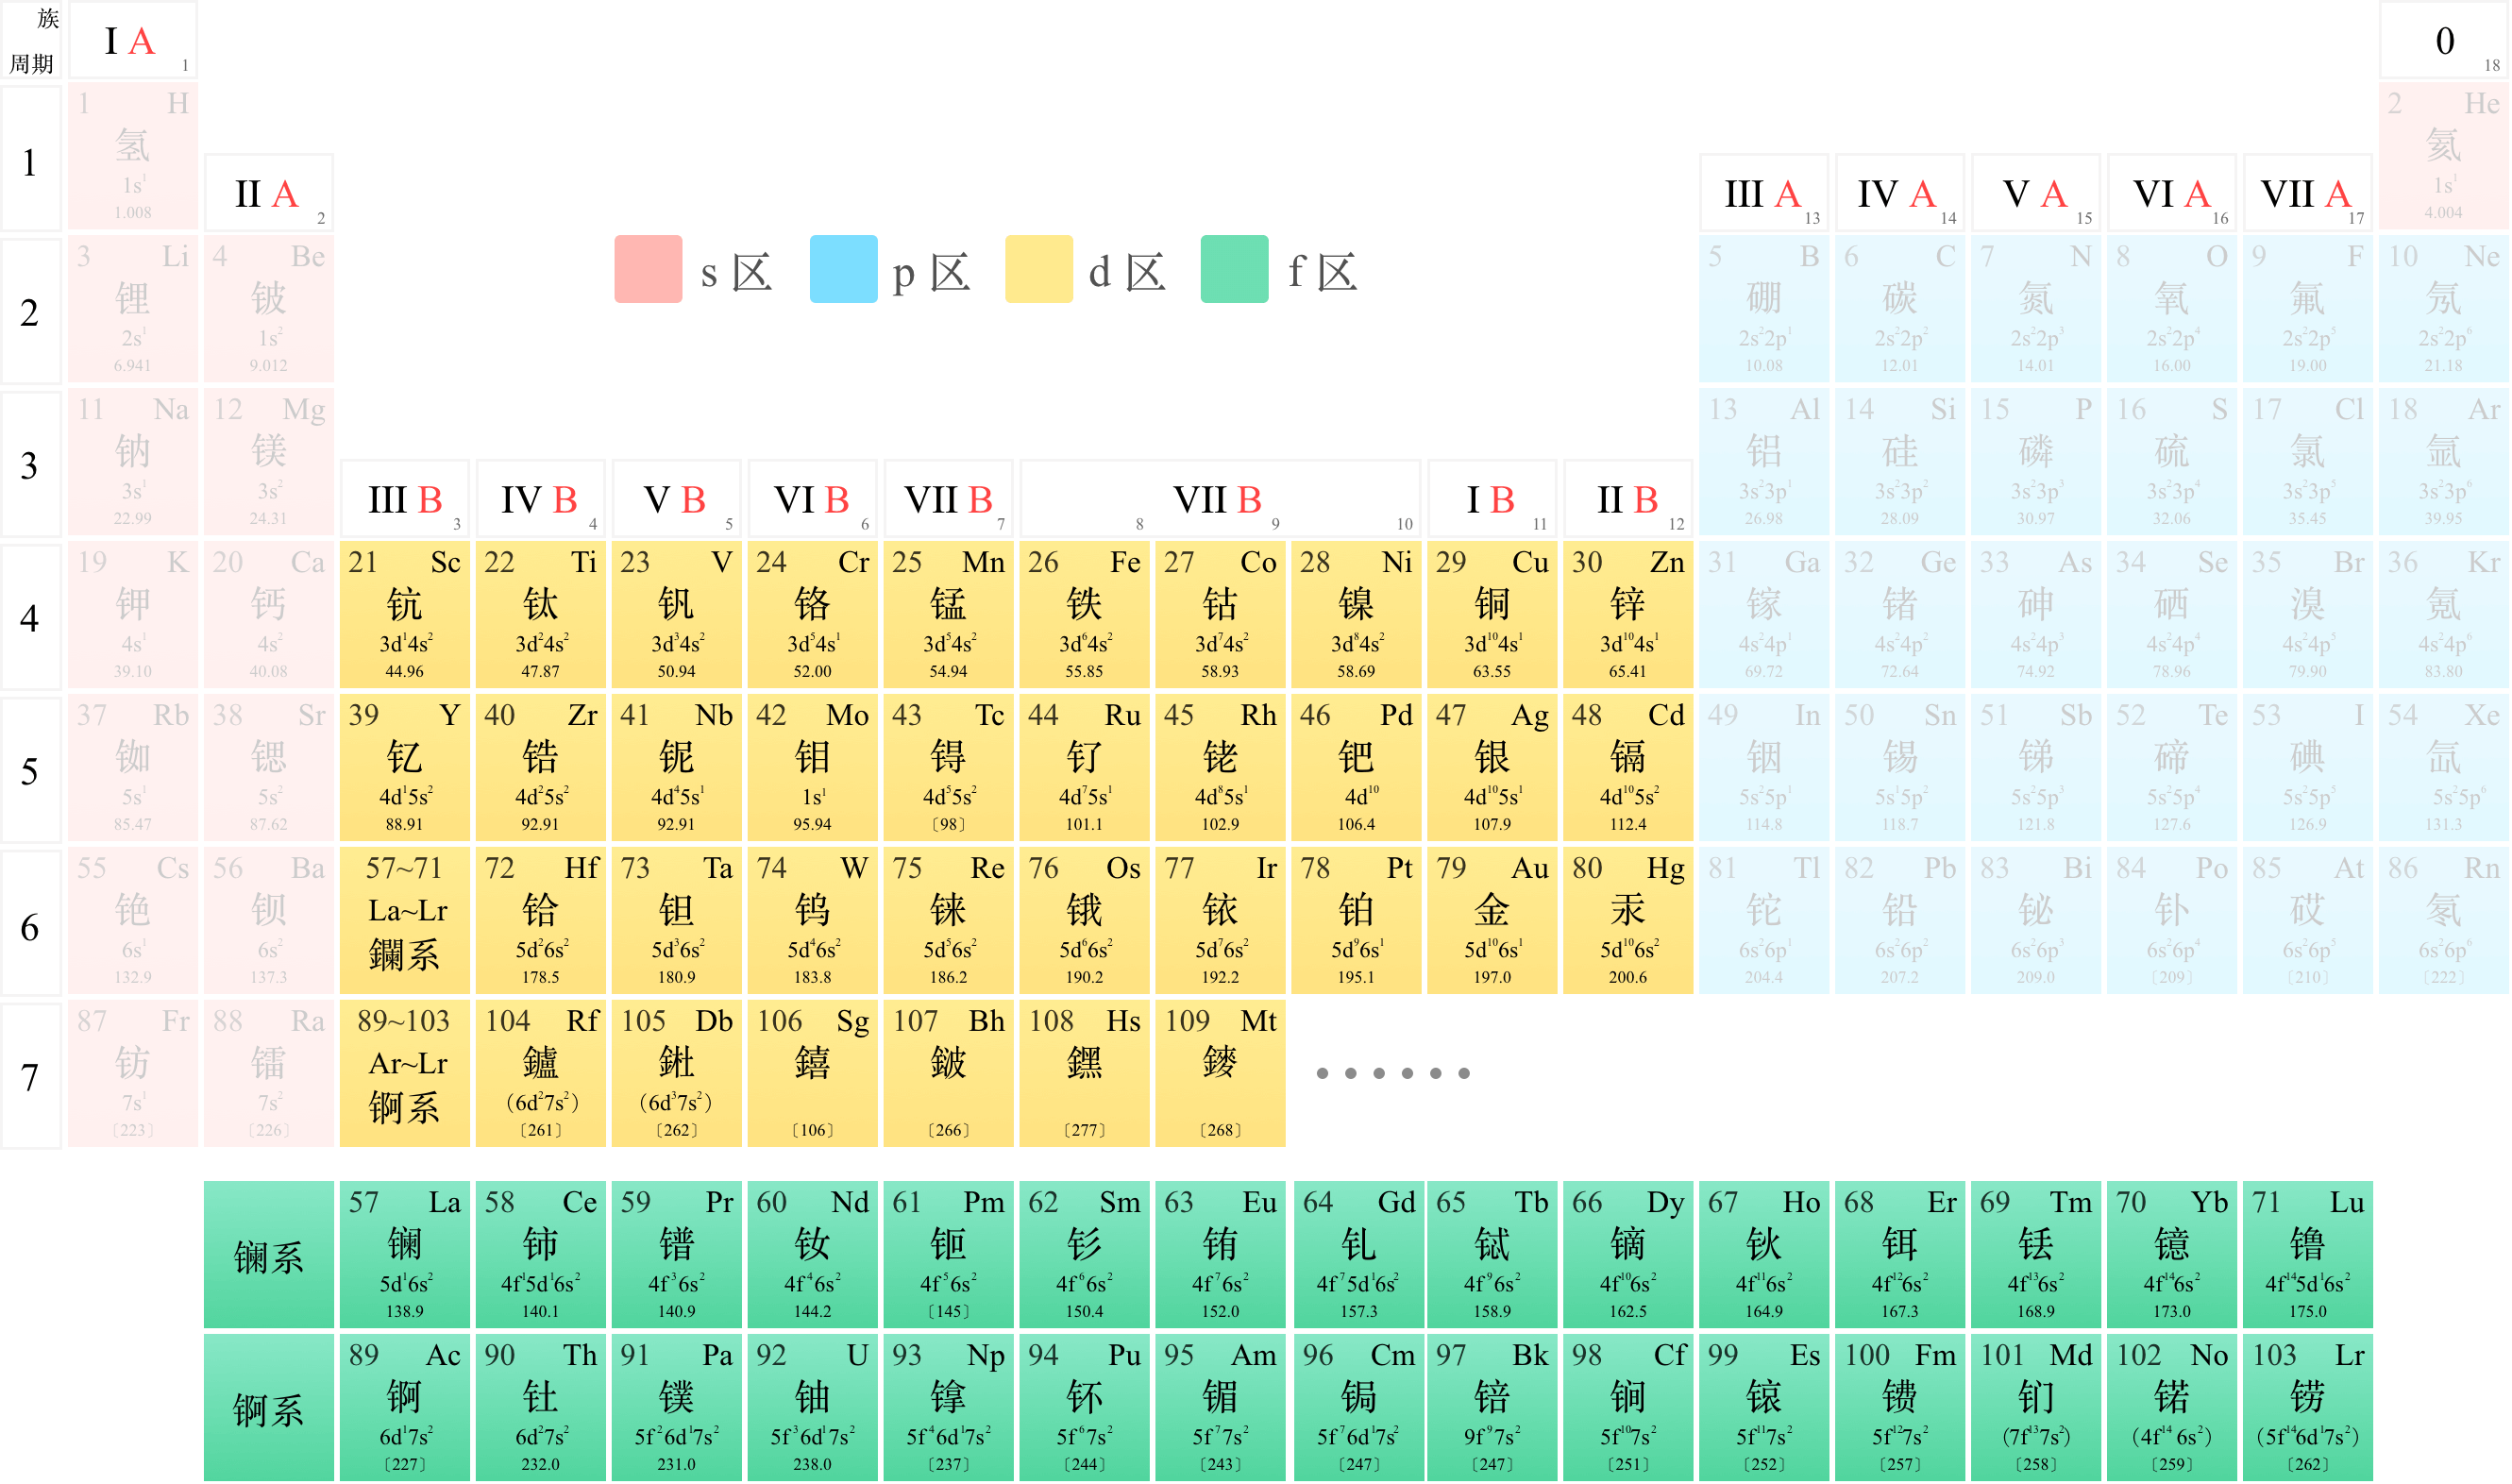 族
周期
I A 1
0 18
1 H 2 He
氢 氦
1s¹ 1s¹
1.008 4.004
1
II A 2
III A 13 IV A 14 V A 15 VI A 16 VII A 17
s 区 p 区 d 区 f 区
3 Li 4 Be 5 B 6 C 7 N 8 O 9 F 10 Ne
2 锂 铍 硼 碳 氮 氧 氟 氖
2s¹ 1s² 2s²2p¹ 2s²2p² 2s²2p³ 2s²2p⁴ 2s²2p⁵ 2s²2p⁶
6.941 9.012 10.08 12.01 14.01 16.00 19.00 21.18
11 Na 12 Mg 13 Al 14 Si 15 P 16 S 17 Cl 18 Ar
3 钠 镁 铝 硅 磷 硫 氯 氩
3s¹ 3s² 3s²3p¹ 3s²3p² 3s²3p³ 3s²3p⁴ 3s²3p⁵ 3s²3p⁶
22.99 24.31 26.98 28.09 30.97 32.06 35.45 39.95
III B 3 IV B 4 V B 5 VI B 6 VII B 7 VII B 8 9 10 I B 11 II B 12
19 K 20 Ca 21 Sc 22 Ti 23 V 24 Cr 25 Mn 26 Fe 27 Co 28 Ni 29 Cu 30 Zn 31 Ga 32 Ge 33 As 34 Se 35 Br 36 Kr
4 钾 钙 钪 钛 钒 铬 锰 铁 钴 镍 铜 锌 镓 锗 砷 硒 溴 氪
4s¹ 4s² 3d¹4s² 3d²4s² 3d³4s² 3d⁵4s¹ 3d⁵4s² 3d⁶4s² 3d⁷4s² 3d⁸4s² 3d¹⁰4s¹ 3d¹⁰4s¹ 4s²4p¹ 4s²4p² 4s²4p³ 4s²4p⁴ 4s²4p⁵ 4s²4p⁶
39.10 40.08 44.96 47.87 50.94 52.00 54.94 55.85 58.93 58.69 63.55 65.41 69.72 72.64 74.92 78.96 79.90 83.80
37 Rb 38 Sr 39 Y 40 Zr 41 Nb 42 Mo 43 Tc 44 Ru 45 Rh 46 Pd 47 Ag 48 Cd 49 In 50 Sn 51 Sb 52 Te 53 I 54 Xe
5 铷 锶 钇 锆 铌 钼 锝 钌 铑 钯 银 镉 铟 锡 锑 碲 碘 氙
5s¹ 5s² 4d¹5s² 4d²5s² 4d⁴5s¹ 1s¹ 4d⁵5s² 4d⁷5s¹ 4d⁸5s¹ 4d¹⁰ 4d¹⁰5s¹ 4d¹⁰5s² 5s²5p¹ 5s¹5p² 5s²5p³ 5s²5p⁴ 5s²5p⁵ 5s²5p⁶
85.47 87.62 88.91 92.91 92.91 95.94 〔98〕 101.1 102.9 106.4 107.9 112.4 114.8 118.7 121.8 127.6 126.9 131.3
55 Cs 56 Ba 57~71 72 Hf 73 Ta 74 W 75 Re 76 Os 77 Ir 78 Pt 79 Au 80 Hg 81 Tl 82 Pb 83 Bi 84 Po 85 At 86 Rn
6 铯 钡 La~Lr 铪 钽 钨 铼 锇 铱 铂 金 汞 铊 铅 铋 钋 砹 氡
6s¹ 6s² 鑭系 5d²6s² 5d³6s² 5d⁴6s² 5d⁵6s² 5d⁶6s² 5d⁷6s² 5d⁹6s¹ 5d¹⁰6s¹ 5d¹⁰6s² 6s²6p¹ 6s²6p² 6s²6p³ 6s²6p⁴ 6s²6p⁵ 6s²6p⁶
132.9 137.3 178.5 180.9 183.8 186.2 190.2 192.2 195.1 197.0 200.6 204.4 207.2 209.0 〔209〕 〔210〕 〔222〕
87 Fr 88 Ra 89~103 104 Rf 105 Db 106 Sg 107 Bh 108 Hs 109 Mt
7 钫 镭 Ar~Lr 鑪 𨧀 𨭎 𨨏 𨭆 䥑 ······
7s¹ 7s² 锕系 (6d²7s²) (6d³7s²)
〔223〕 〔226〕 〔261〕 〔262〕 〔106〕 〔266〕 〔277〕 〔268〕
57 La 58 Ce 59 Pr 60 Nd 61 Pm 62 Sm 63 Eu 64 Gd 65 Tb 66 Dy 67 Ho 68 Er 69 Tm 70 Yb 71 Lu
镧系 镧 铈 镨 钕 钷 钐 铕 钆 铽 镝 钬 铒 铥 镱 镥
5d¹6s² 4f¹5d¹6s² 4f³6s² 4f⁴6s² 4f⁵6s² 4f⁶6s² 4f⁷6s² 4f⁷5d¹6s² 4f⁹6s² 4f¹⁰6s² 4f¹¹6s² 4f¹²6s² 4f¹³6s² 4f¹⁴6s² 4f¹⁴5d¹6s²
138.9 140.1 140.9 144.2 〔145〕 150.4 152.0 157.3 158.9 162.5 164.9 167.3 168.9 173.0 175.0
89 Ac 90 Th 91 Pa 92 U 93 Np 94 Pu 95 Am 96 Cm 97 Bk 98 Cf 99 Es 100 Fm 101 Md 102 No 103 Lr
锕系 锕 钍 镤 铀 镎 钚 镅 锔 锫 锎 锿 镄 钔 锘 铹
6d¹7s² 6d²7s² 5f²6d¹7s² 5f³6d¹7s² 5f⁴6d¹7s² 5f⁶7s² 5f⁷7s² 5f⁷6d¹7s² 9f⁹7s² 5f¹⁰7s² 5f¹¹7s² 5f¹²7s² (7f¹³7s²) (4f¹⁴ 6s²) (5f¹⁴6d¹7s²)
〔227〕 232.0 231.0 238.0 〔237〕 〔244〕 〔243〕 〔247〕 〔247〕 〔251〕 〔252〕 〔257〕 〔258〕 〔259〕 〔262〕